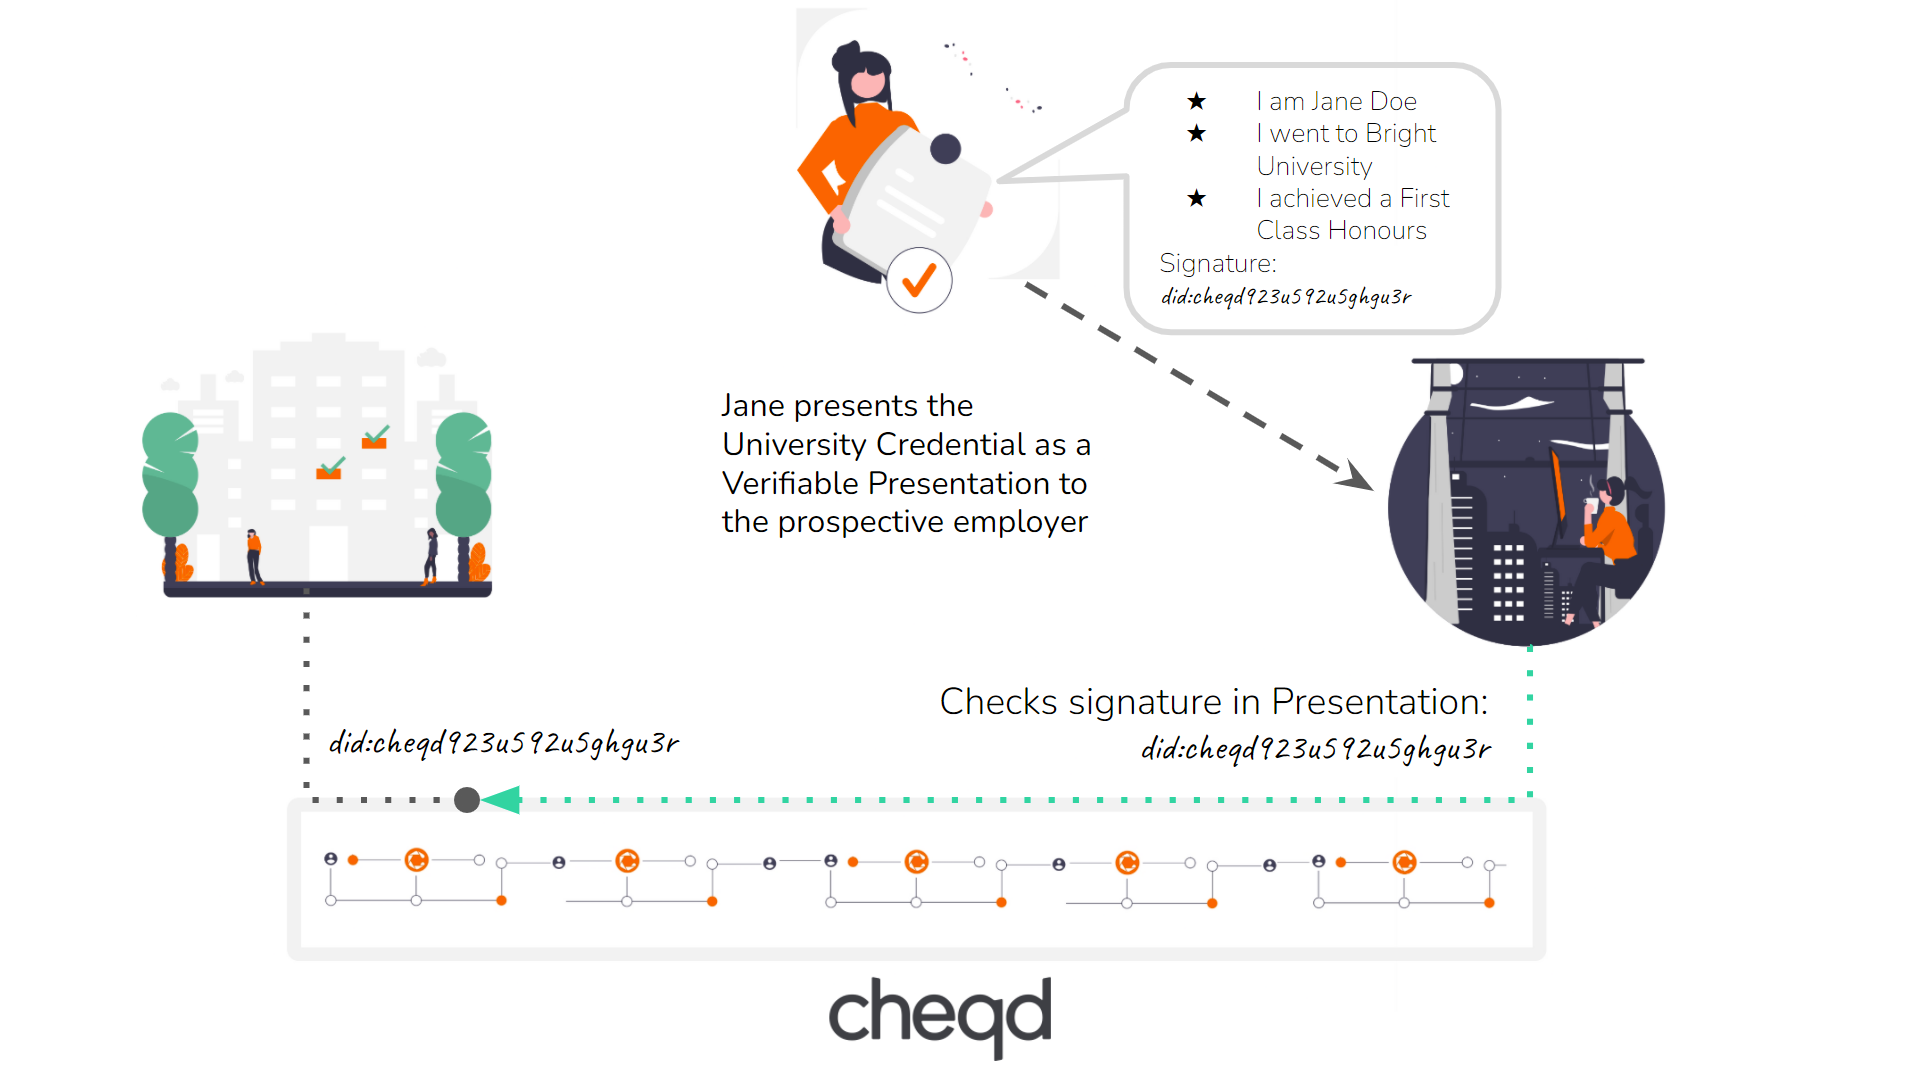 ★ I am Jane Doe
★ I went to Bright
University
★ I achieved a First
Class Honours
Signature:
did:cheqd923u592u5ghgu3r
Jane presents the
University Credential as a
Verifiable Presentation to
the prospective employer
Checks signature in Presentation:
did:cheqd923u592u5ghgu3r
did:cheqd923u592u5ghgu3r
cheqd